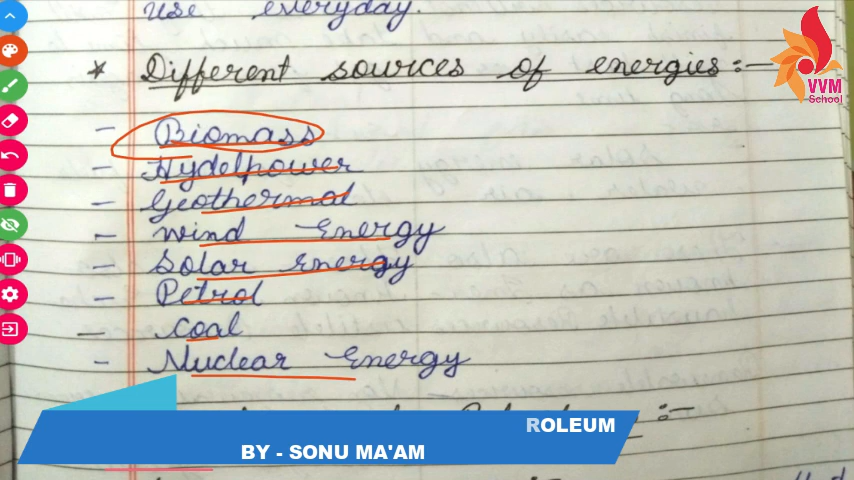 use everyday.
* Different sources of energies :-
- Biomass
- Hydelpower
- Geothermal
- Wind Energy
- Solar Energy
- Petrol
- Coal
- Nuclear Energy
:-
ROLEUM
BY - SONU MA'AM
VVM
School